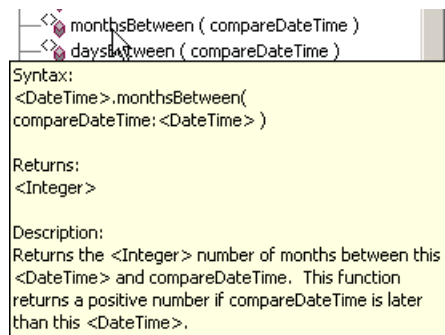 monthsBetween ( compareDateTime )
daysBetween ( compareDateTime )
Syntax:
<DateTime>.monthsBetween(
compareDateTime:<DateTime> )
Returns:
<Integer>
Description:
Returns the <Integer> number of months between this
<DateTime> and compareDateTime.  This function
returns a positive number if compareDateTime is later
than this <DateTime>.